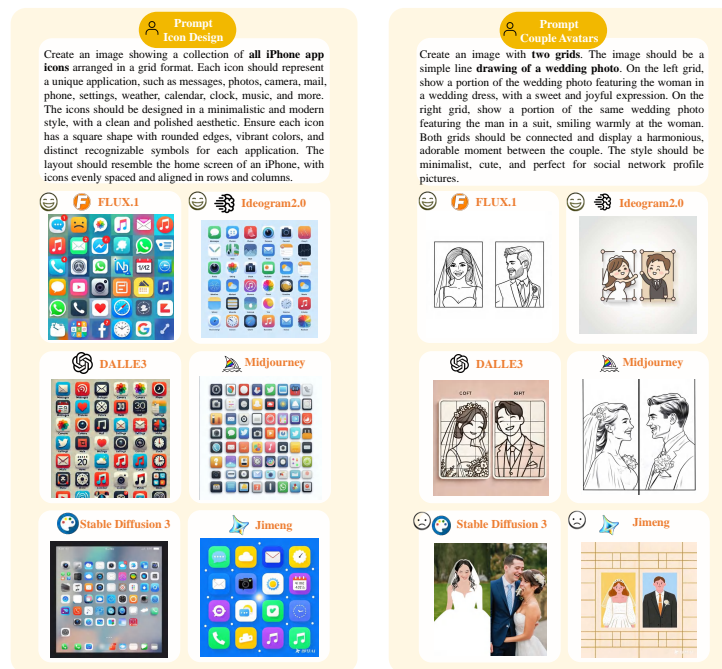 Prompt
Icon Design
Create an image showing a collection of all iPhone app
icons arranged in a grid format. Each icon should represent
a unique application, such as messages, photos, camera, mail,
phone, settings, weather, calendar, clock, music, and more.
The icons should be designed in a minimalistic and modern
style, with a clean and polished aesthetic. Ensure each icon
has a square shape with rounded edges, vibrant colors, and
distinct recognizable symbols for each application. The
layout should resemble the home screen of an iPhone, with
icons evenly spaced and aligned in rows and columns.
FLUX.1
Ideogram2.0
DALLE3
Midjourney
Stable Diffusion 3
Jimeng
Prompt
Couple Avatars
Create an image with two grids. The image should be a
simple line drawing of a wedding photo. On the left grid,
show a portion of the wedding photo featuring the woman in
a wedding dress, with a sweet and joyful expression. On the
right grid, show a portion of the same wedding photo
featuring the man in a suit, smiling warmly at the woman.
Both grids should be connected and display a harmonious,
adorable moment between the couple. The style should be
minimalist, cute, and perfect for social network profile
pictures.
FLUX.1
Ideogram2.0
DALLE3
COFT
RIHT
Midjourney
Stable Diffusion 3
Jimeng